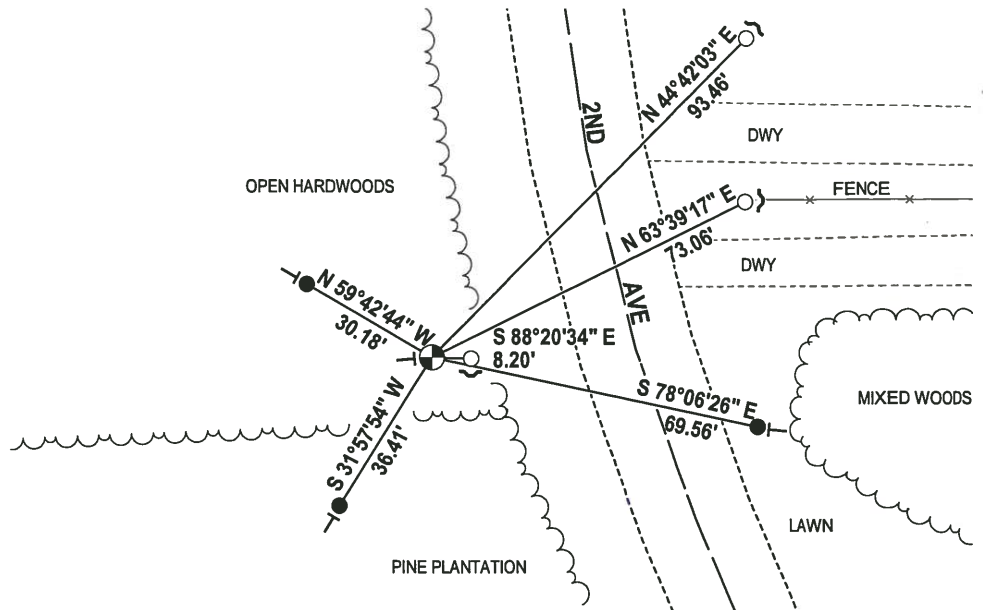 N 44°42'03" E
93.46'
2ND
DWY
OPEN HARDWOODS
FENCE
N 63°39'17" E
73.06'
DWY
N 59°42'44" W
30.18'
AVE
S 88°20'34" E
8.20'
S 78°06'26" E
69.56'
MIXED WOODS
S 31°57'54" W
36.41'
LAWN
PINE PLANTATION